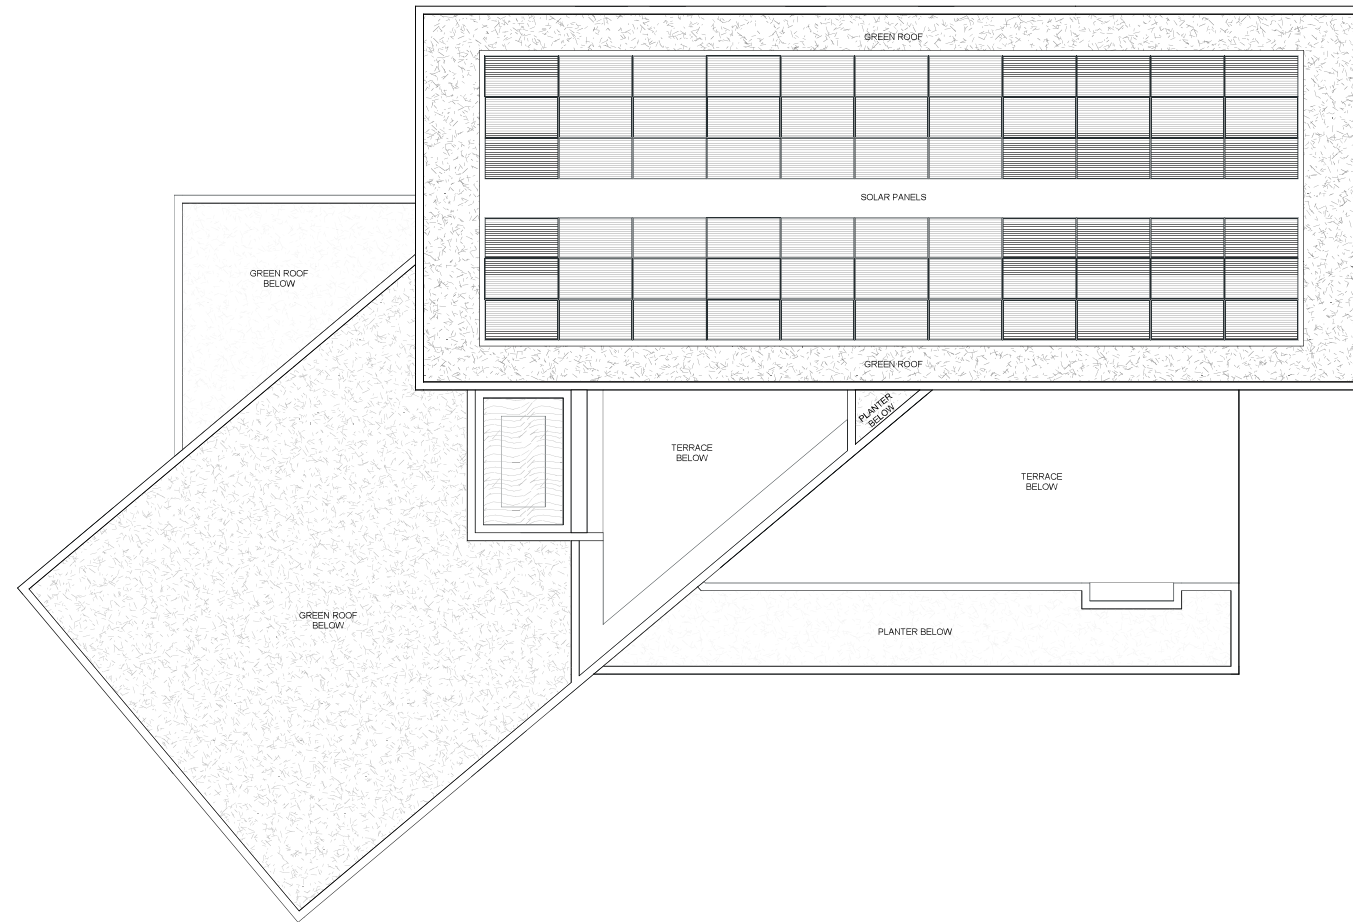 GREEN ROOF
SOLAR PANELS
GREEN ROOF
BELOW
GREEN ROOF
PLANTER
BELOW
TERRACE
BELOW
TERRACE
BELOW
GREEN ROOF
BELOW
PLANTER BELOW